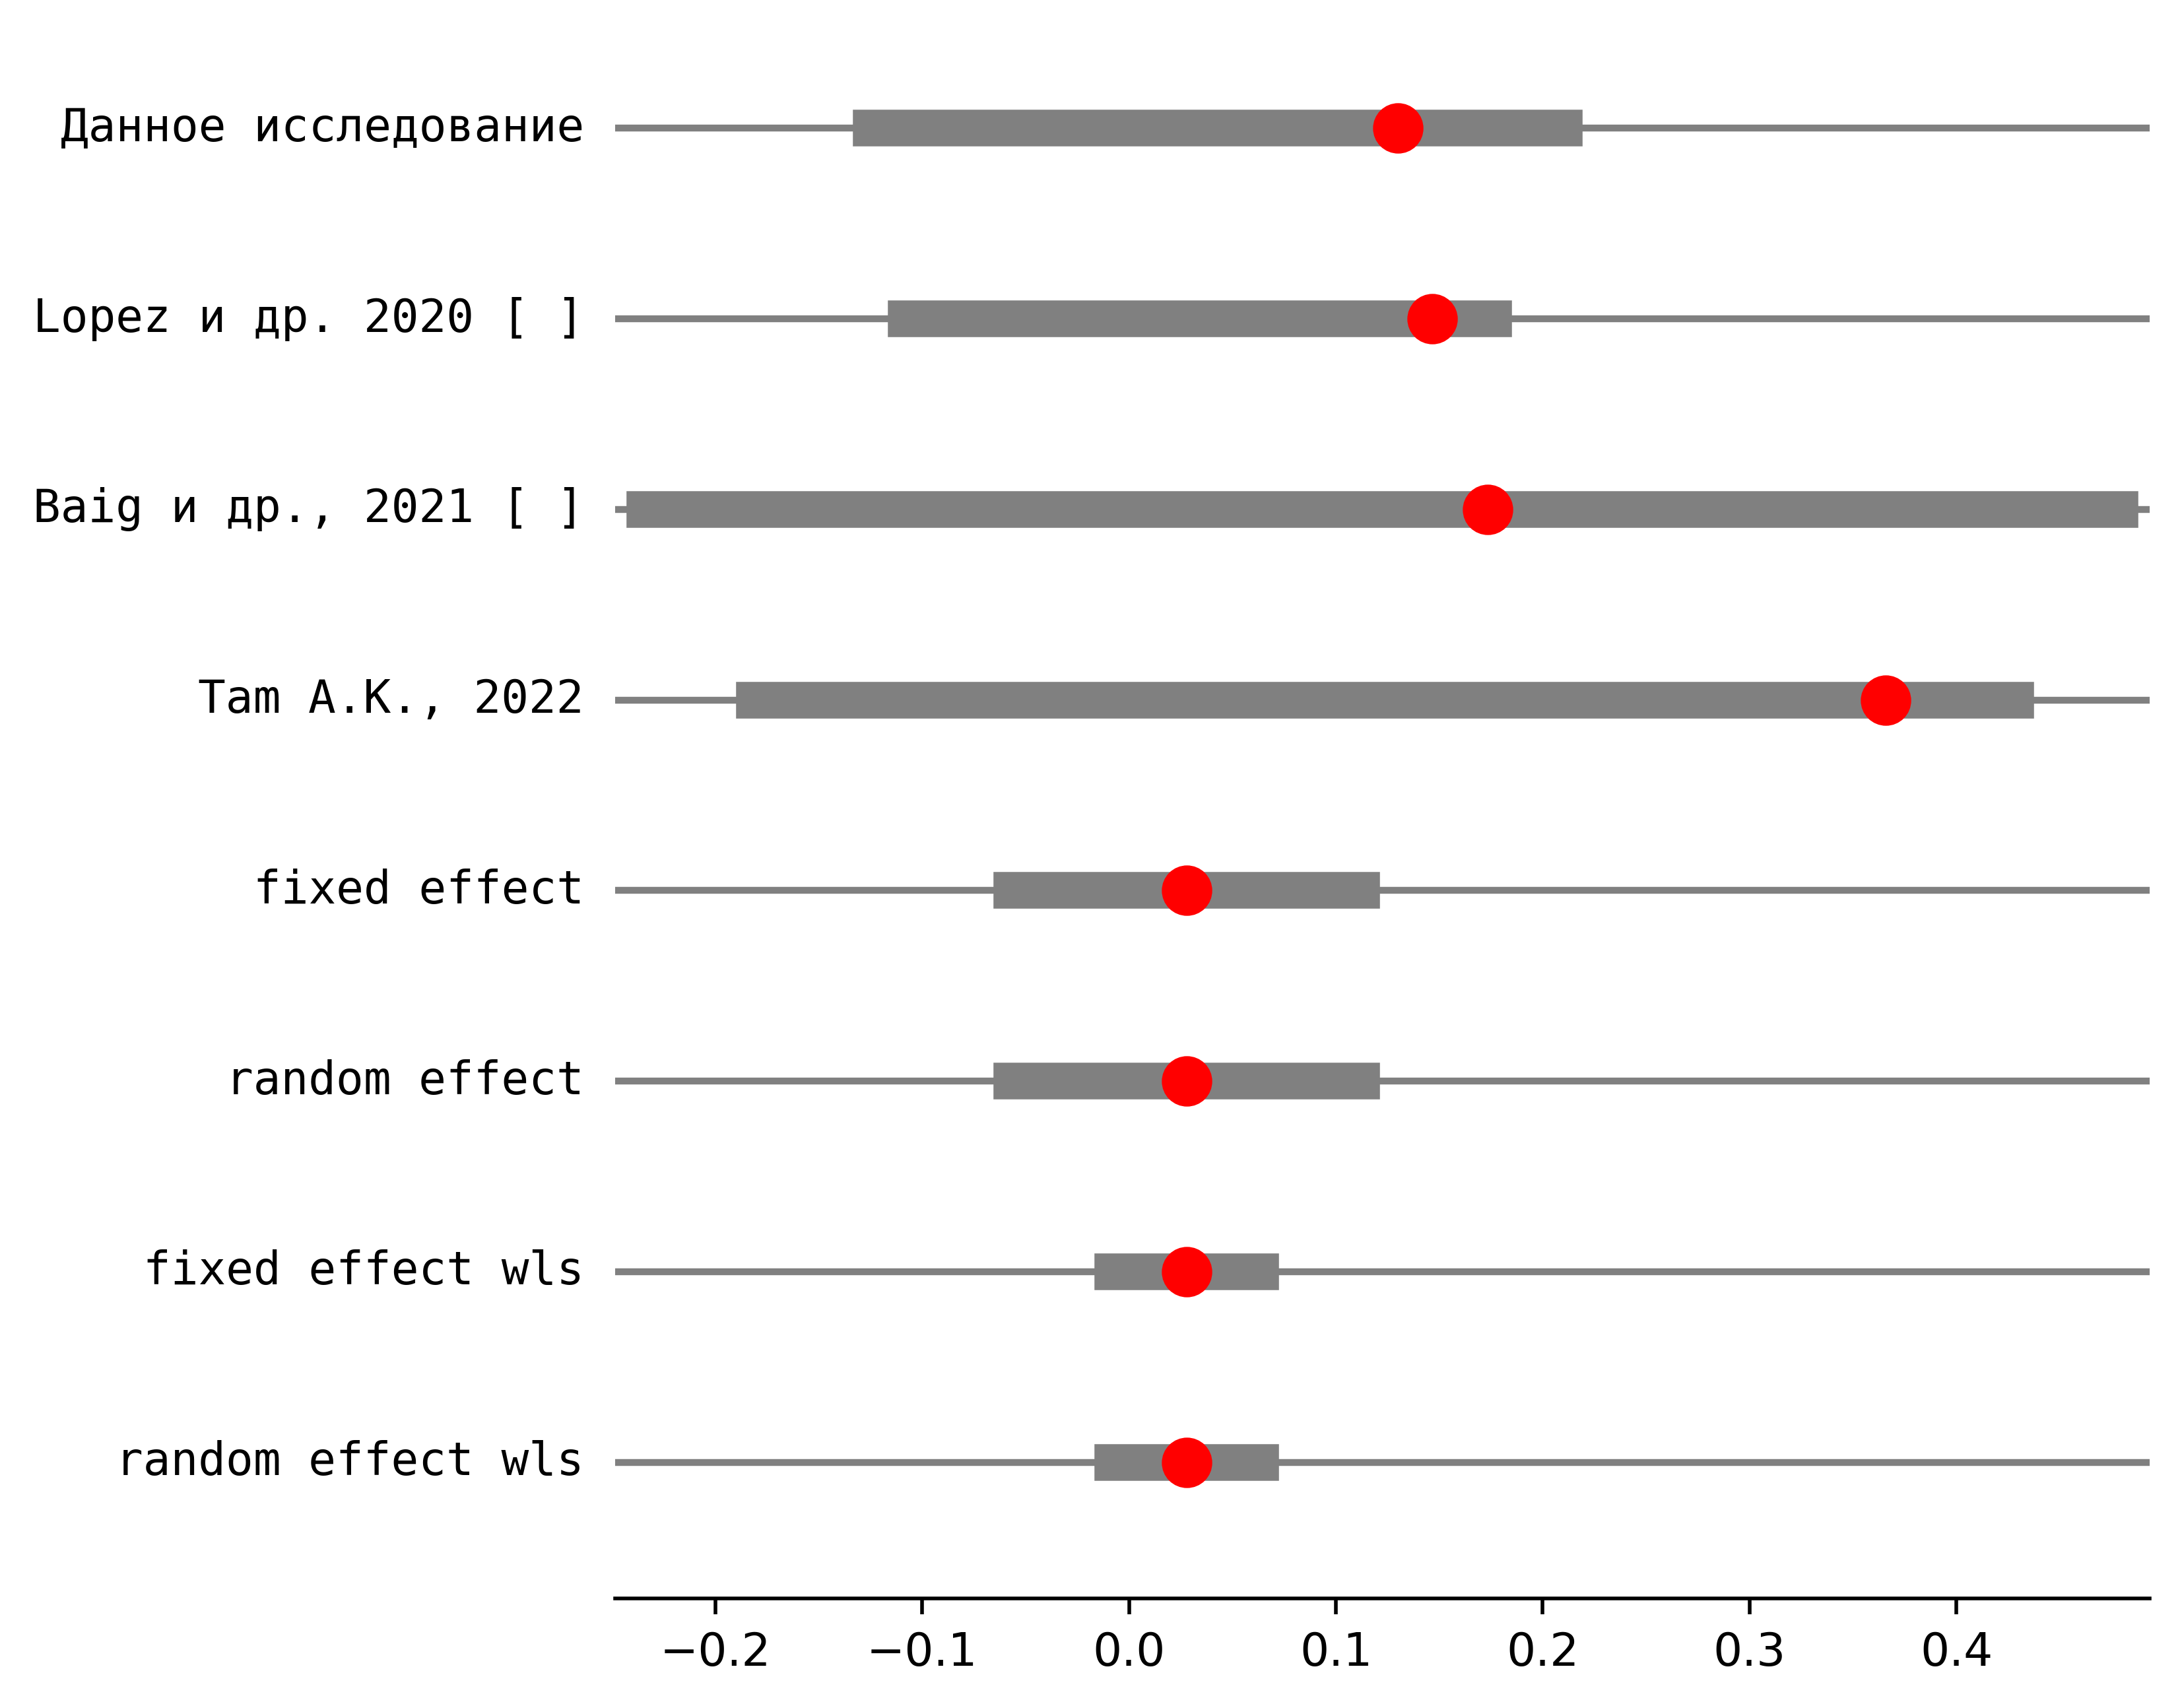 Данное исследование
Lopez и др. 2020 [ ]
Baig и др., 2021 [ ]
Tam A.K., 2022
fixed effect
random effect
fixed effect wls
random effect wls
−0.2 −0.1 0.0 0.1 0.2 0.3 0.4